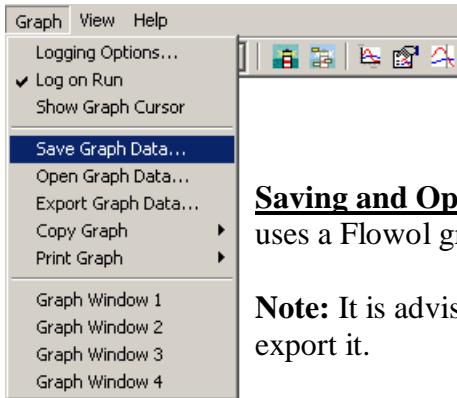 Graph View Help
Logging Options...
Log on Run
Show Graph Cursor
Save Graph Data...
Open Graph Data...
Export Graph Data...
Copy Graph
Print Graph
Graph Window 1
Graph Window 2
Graph Window 3
Graph Window 4
Saving and Op
uses a Flowol g
Note: It is advis
export it.